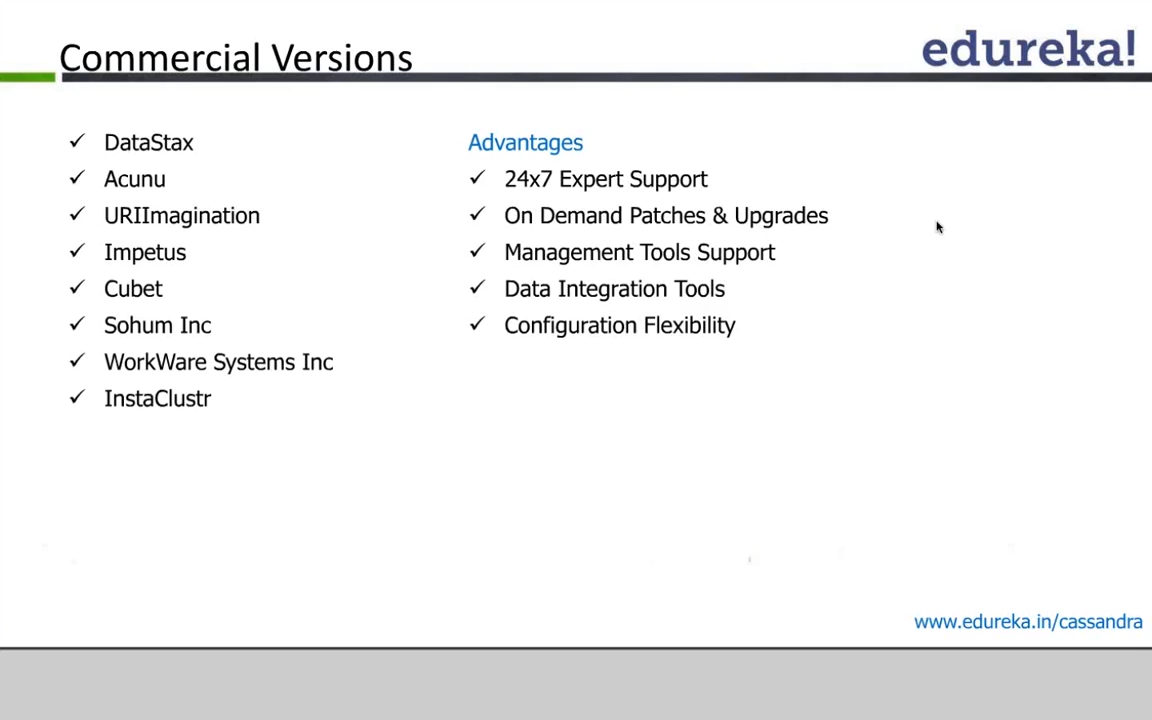 Commercial Versions
edureka!
DataStax
Acunu
URIImagination
Impetus
Cubet
Sohum Inc
WorkWare Systems Inc
InstaClustr
Advantages
24x7 Expert Support
On Demand Patches & Upgrades
Management Tools Support
Data Integration Tools
Configuration Flexibility
www.edureka.in/cassandra